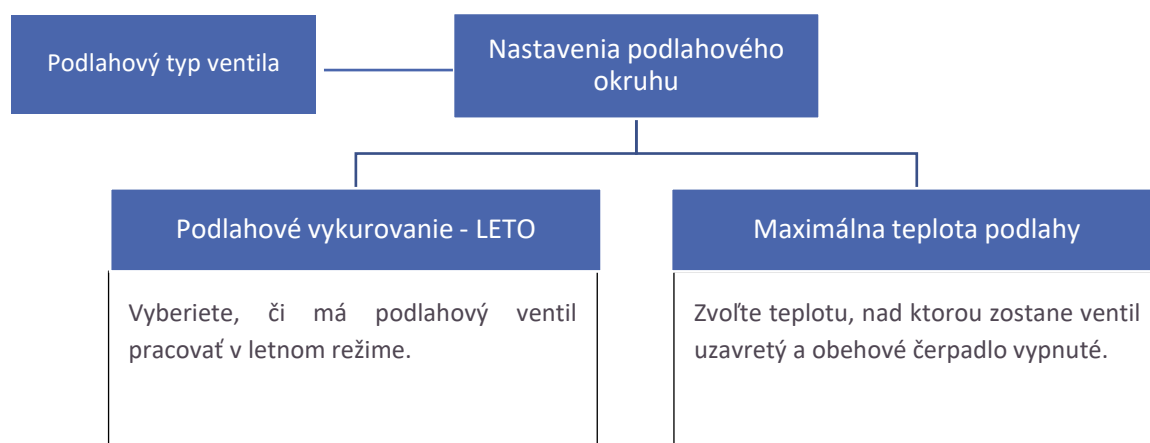 Podlahový typ ventila
Nastavenia podlahového
okruhu
Podlahové vykurovanie - LETO
Vyberiete, či má podlahový ventil
pracovať v letnom režime.
Maximálna teplota podlahy
Zvoľte teplotu, nad ktorou zostane ventil
uzavretý a obehové čerpadlo vypnuté.